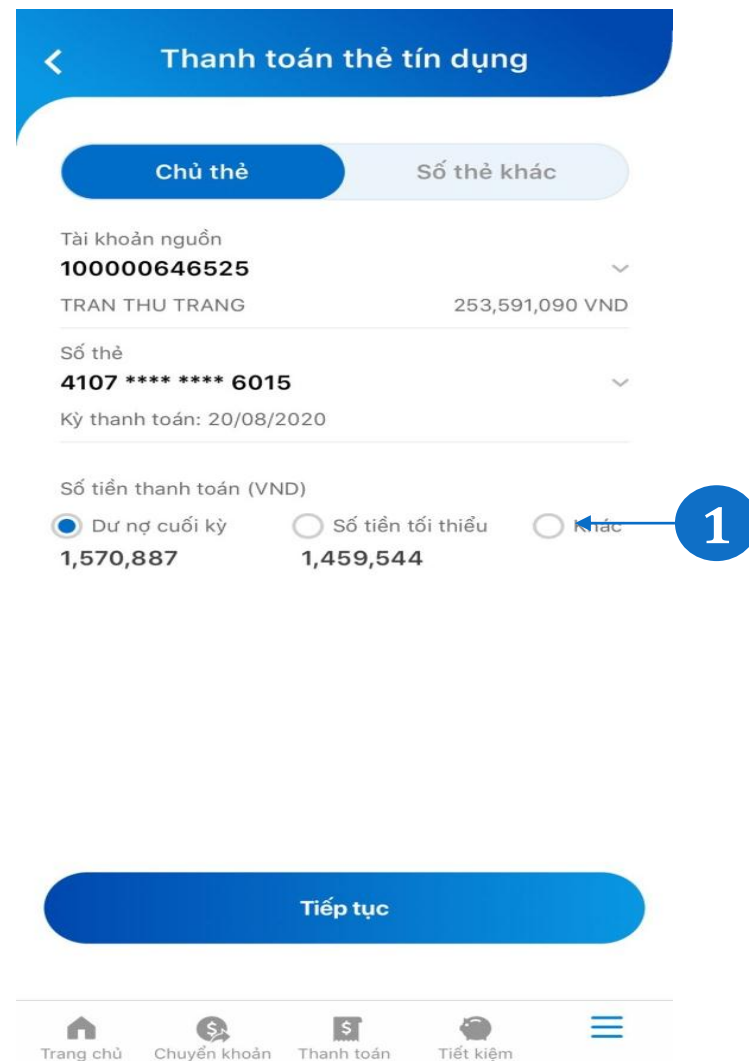 Thanh toán thẻ tín dụng
Chủ thẻ Số thẻ khác
Tài khoản nguồn
100000646525
TRAN THU TRANG 253,591,090 VND
Số thẻ
4107 **** **** 6015
Kỳ thanh toán: 20/08/2020
Số tiền thanh toán (VND)
Dư nợ cuối kỳ Số tiền tối thiểu Khác
1
1,570,887 1,459,544
Tiếp tục
Trang chủ Chuyển khoản Thanh toán Tiết kiệm